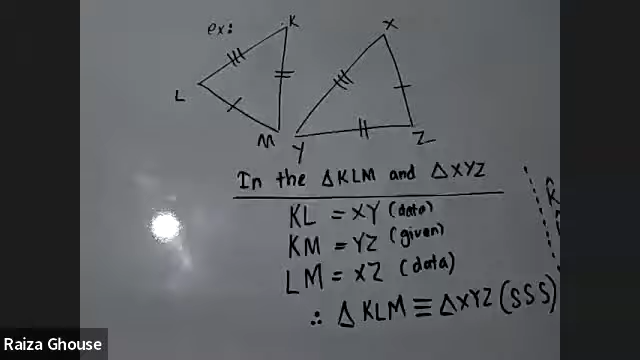 ex:
K
X
L
M
Y
Z
In the ΔKLM and ΔXYZ
KL = XY (data)
KM = YZ (given)
LM = XZ (data)
∴ ΔKLM ≡ ΔXYZ (SSS)
Raiza Ghouse